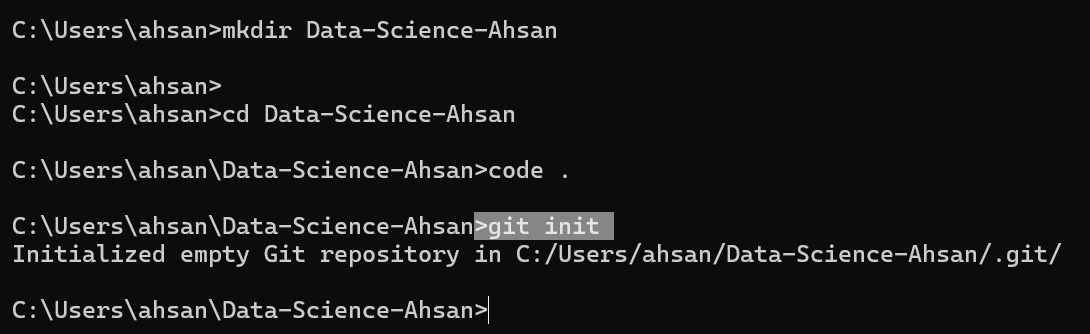 C:\Users\ahsan>mkdir Data-Science-Ahsan
C:\Users\ahsan>
C:\Users\ahsan>cd Data-Science-Ahsan
C:\Users\ahsan\Data-Science-Ahsan>code .
C:\Users\ahsan\Data-Science-Ahsan>git init
Initialized empty Git repository in C:/Users/ahsan/Data-Science-Ahsan/.git/
C:\Users\ahsan\Data-Science-Ahsan>